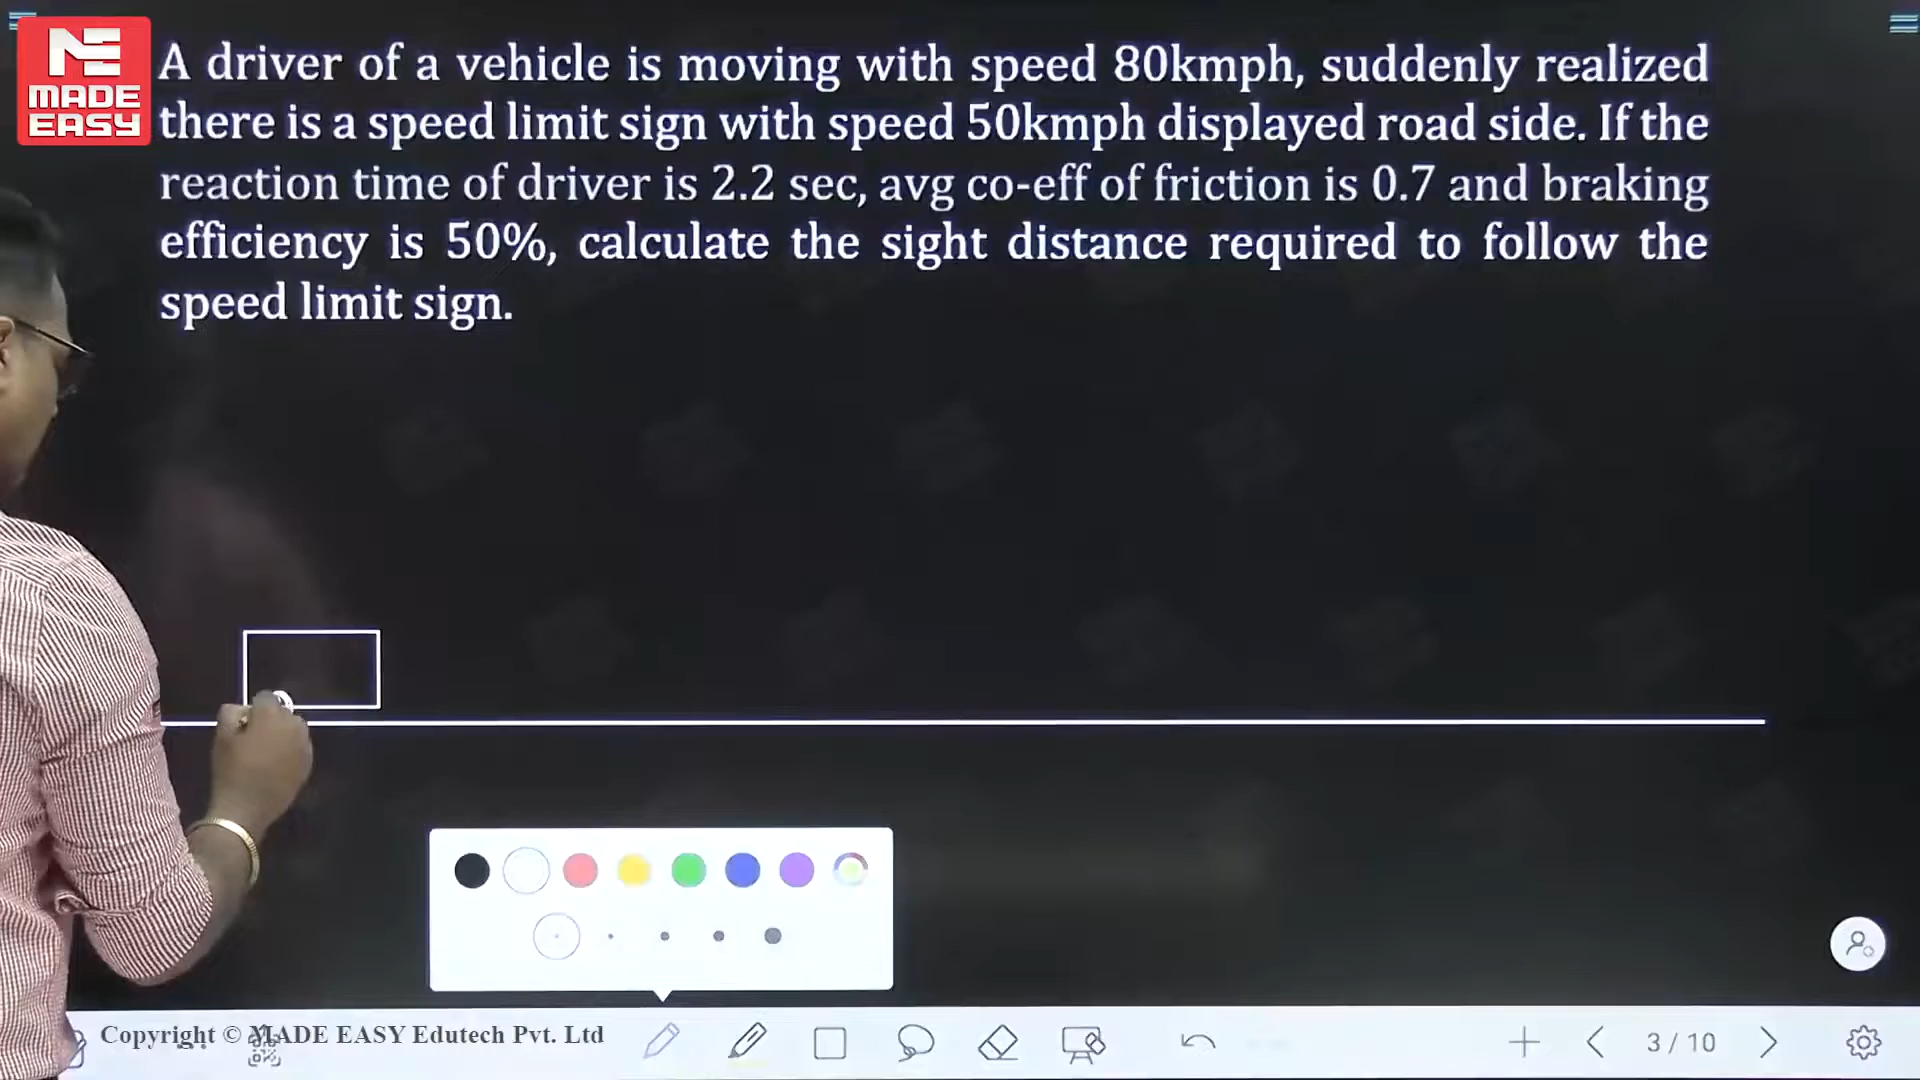 MADE
EASY
A driver of a vehicle is moving with speed 80kmph, suddenly realized
there is a speed limit sign with speed 50kmph displayed road side. If the
reaction time of driver is 2.2 sec, avg co-eff of friction is 0.7 and braking
efficiency is 50%, calculate the sight distance required to follow the
speed limit sign.
Copyright © MADE EASY Edutech Pvt. Ltd
3 / 10